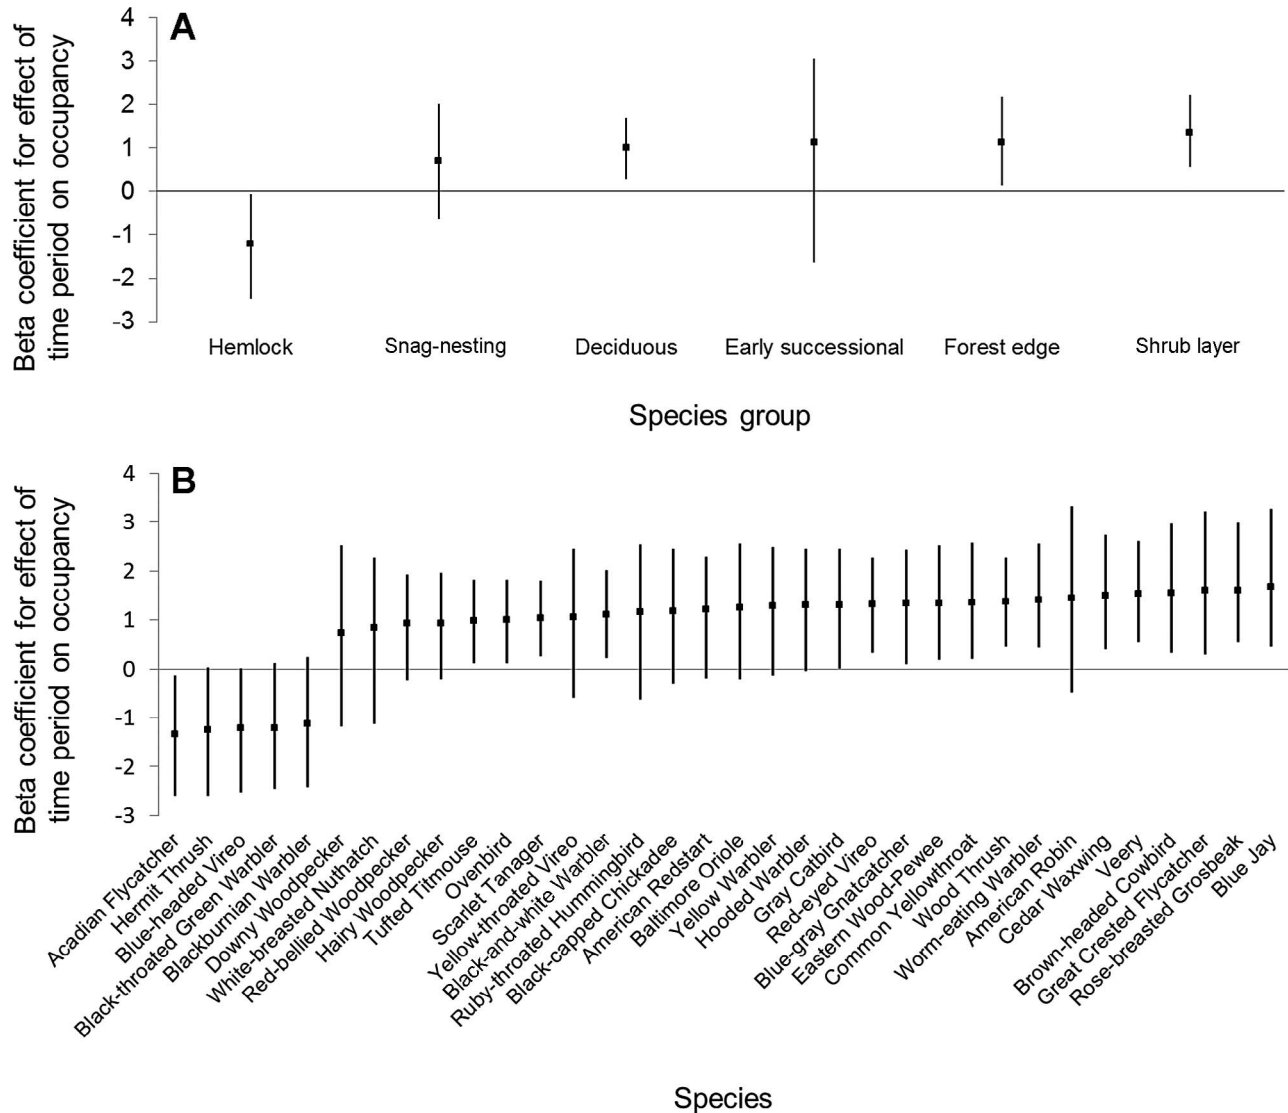 A
Beta coefficient for effect of
time period on occupancy
4
3
2
1
0
-1
-2
-3
Hemlock
Snag-nesting
Deciduous
Early successional
Forest edge
Shrub layer
Species group
B
Beta coefficient for effect of
time period on occupancy
4
3
2
1
0
-1
-2
-3
Acadian Flycatcher
Hermit Thrush
Blue-headed Vireo
Black-throated Green Warbler
Blackburnian Warbler
Downy Woodpecker
White-breasted Nuthatch
Red-bellied Woodpecker
Hairy Woodpecker
Tufted Titmouse
Ovenbird
Scarlet Tanager
Yellow-throated Vireo
Black-and-white Warbler
Ruby-throated Hummingbird
Black-capped Chickadee
American Redstart
Baltimore Oriole
Yellow Warbler
Hooded Warbler
Gray Catbird
Red-eyed Vireo
Blue-gray Gnatcatcher
Eastern Wood-Pewee
Common Yellowthroat
Wood Thrush
Worm-eating Warbler
American Robin
Cedar Waxwing
Veery
Brown-headed Cowbird
Great Crested Flycatcher
Rose-breasted Grosbeak
Blue Jay
Species